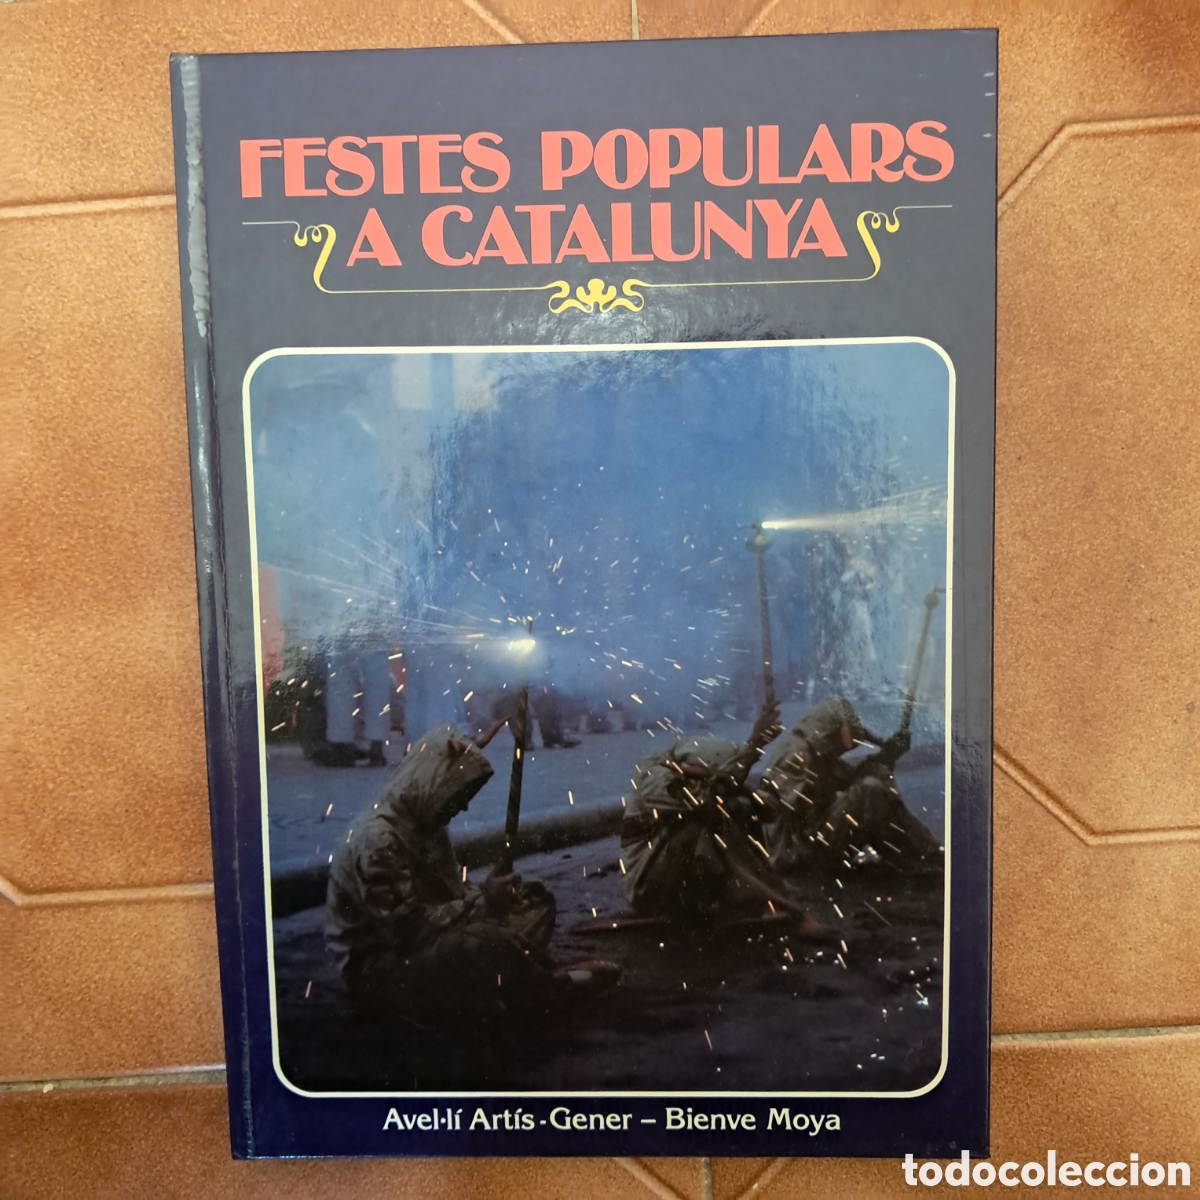 FESTES POPULARS
A CATALUNYA
Avel·lí Artís-Gener – Bienve Moya
todocoleccion